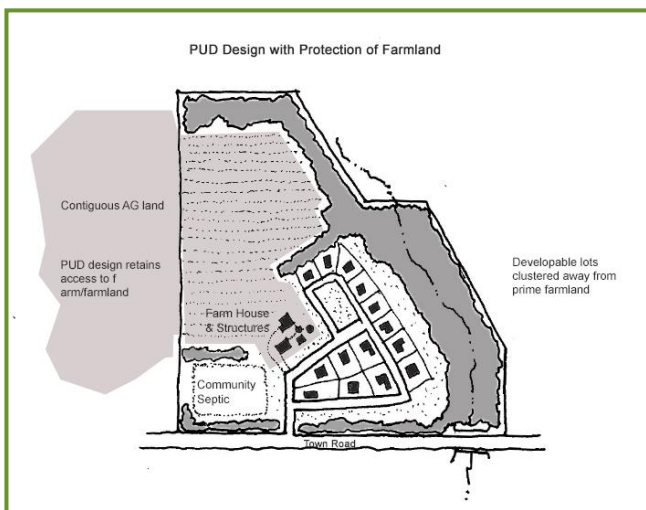 PUD Design with Protection of Farmland
Contiguous AG land
PUD design retains
access to f
arm/farmland
Developable lots
clustered away from
prime farmland
Farm House
& Structures
Community
Septic
Town Road